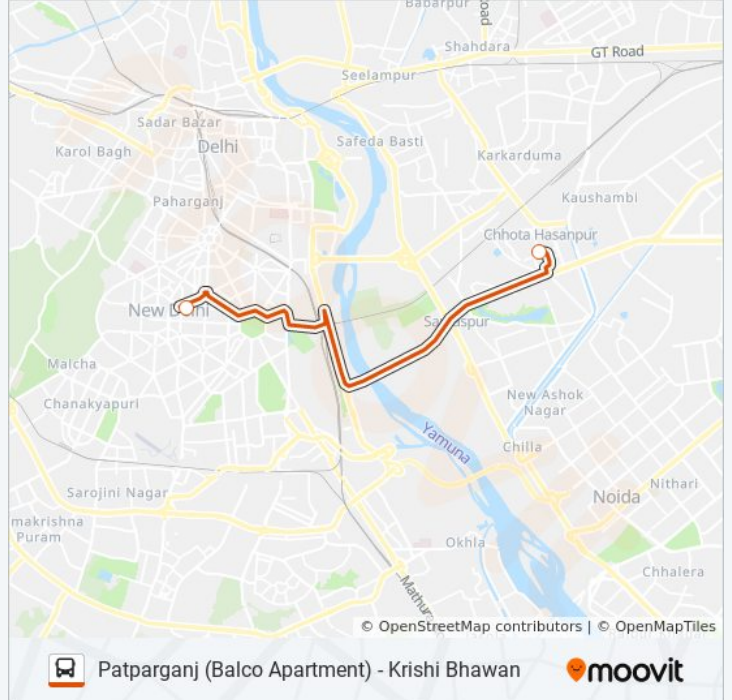 Babarpur
Road
Shahdara
GT Road
Seelampur
Sadar Bazar
Safeda Basti
Delhi
Karol Bagh
Karkarduma
Paharganj
Kaushambi
Chhota Hasanpur
New Delhi
Malcha
Chanakyapuri
New Ashok
Nagar
Yamuna
Chilla
Sarojini Nagar
Nithari
Noida
makrishna
Puram
Okhla
Chhalera
Mathura
© OpenStreetMap contributors | © OpenMapTiles
Patparganj (Balco Apartment) - Krishi Bhawan
moovit